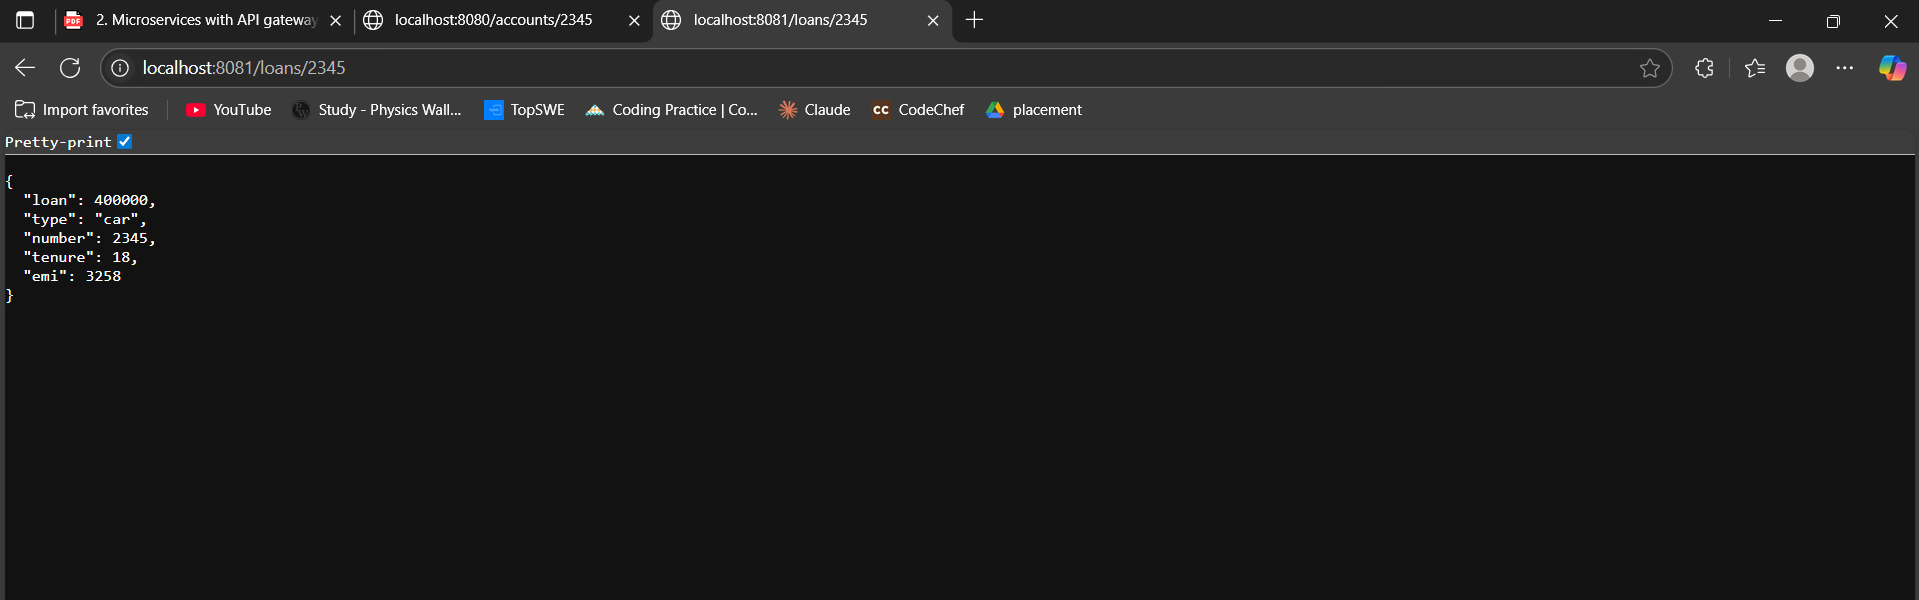 2. Microservices with API gateway
localhost:8080/accounts/2345
localhost:8081/loans/2345
localhost:8081/loans/2345
Import favorites
YouTube
Study - Physics Wall...
TopSWE
Coding Practice | Co...
Claude
CC CodeChef
placement
Pretty-print
{
  "loan": 400000,
  "type": "car",
  "number": 2345,
  "tenure": 18,
  "emi": 3258
}